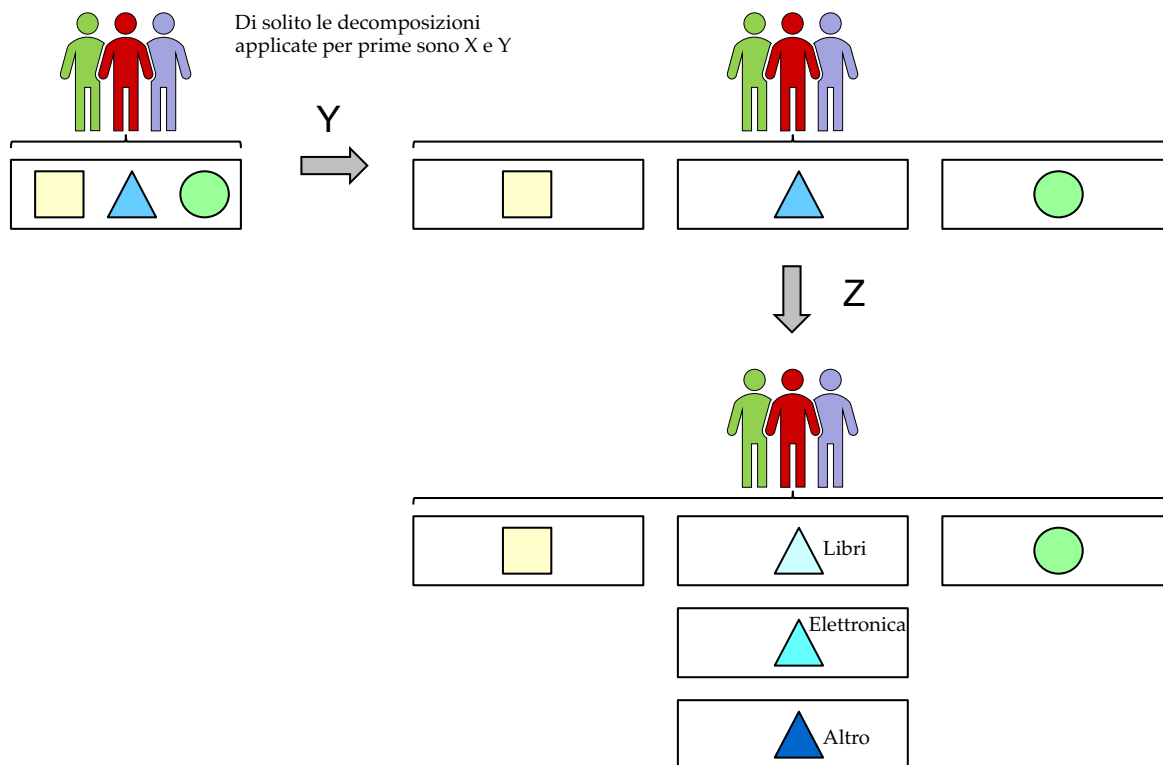 Di solito le decomposizioni
applicate per prime sono X e Y
Y
Z
Libri
Elettronica
Altro